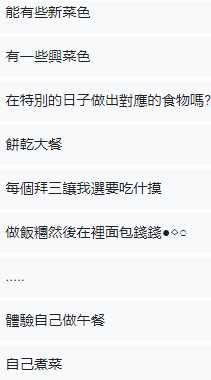 能有些新菜色
有一些興菜色
在特別的日子做出對應的食物嗎?
餅乾大餐
每個拜三讓我選要吃什摸
做飯糰然後在裡面包錢錢●◇○
.....
體驗自己做午餐
自己煮菜